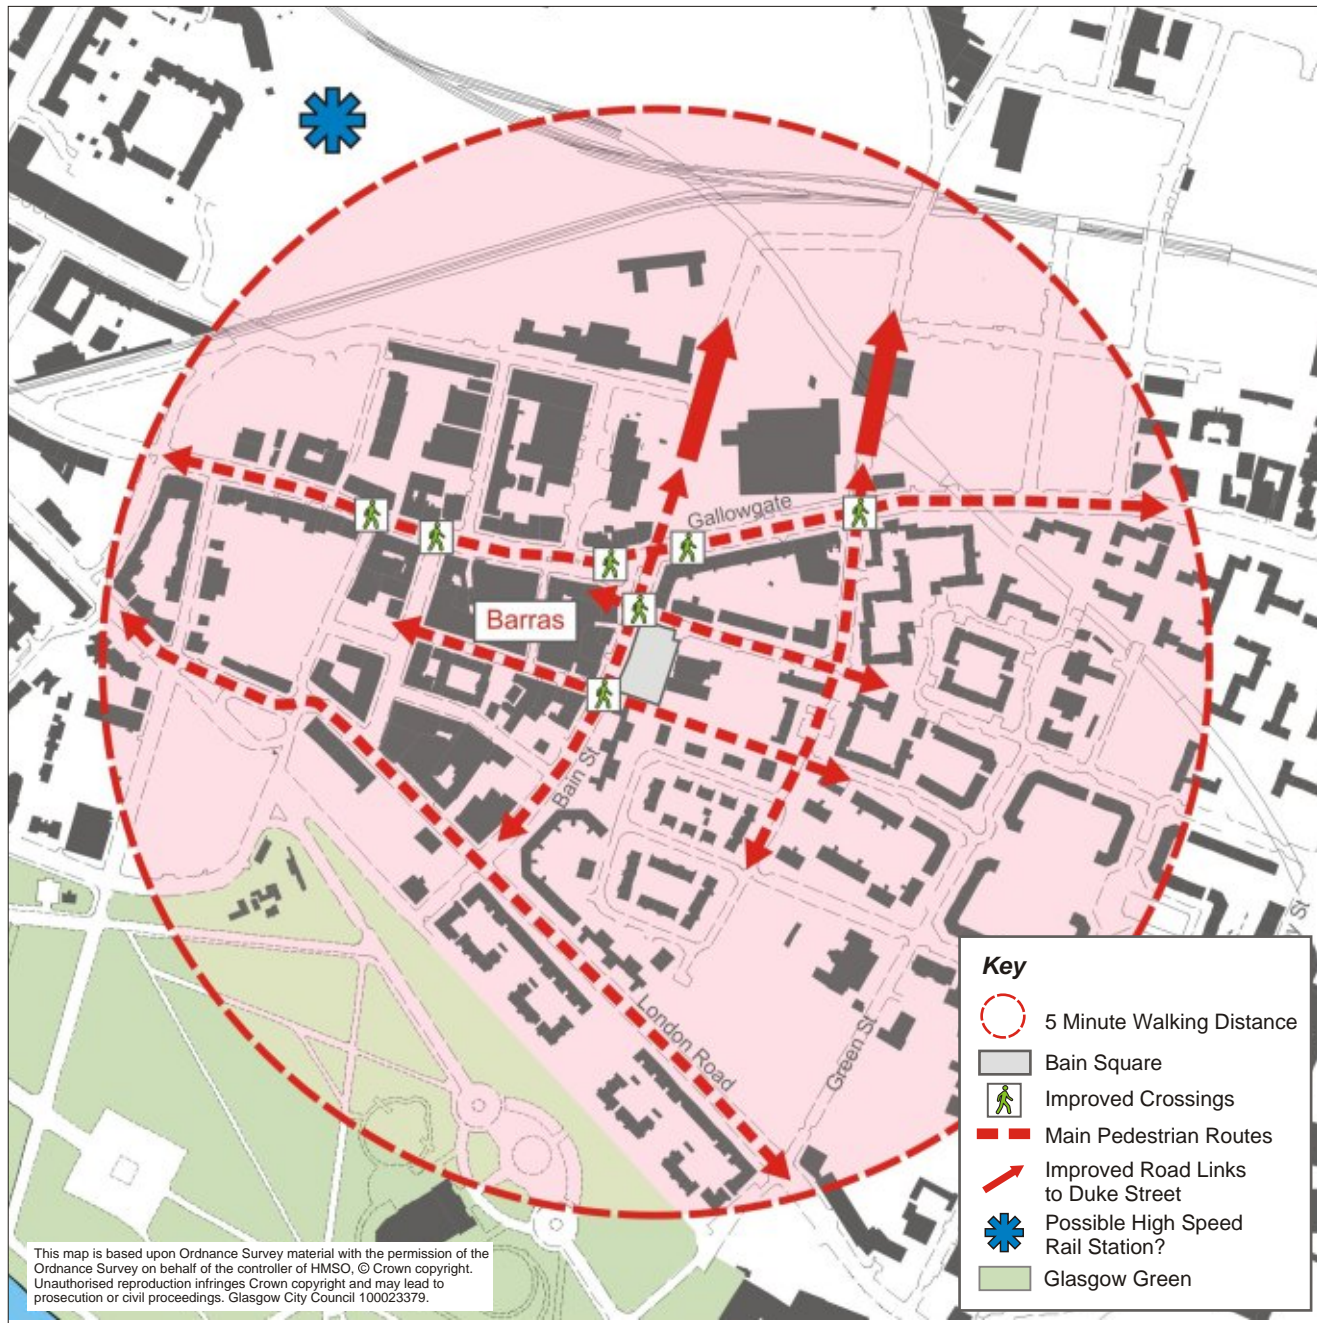 Gallowgate
Barras
Bain St
London Road
Green St
y St
Key
5 Minute Walking Distance
Bain Square
Improved Crossings
Main Pedestrian Routes
Improved Road Links
to Duke Street
Possible High Speed
Rail Station?
Glasgow Green
This map is based upon Ordnance Survey material with the permission of the
Ordnance Survey on behalf of the controller of HMSO, © Crown copyright.
Unauthorised reproduction infringes Crown copyright and may lead to
prosecution or civil proceedings. Glasgow City Council 100023379.